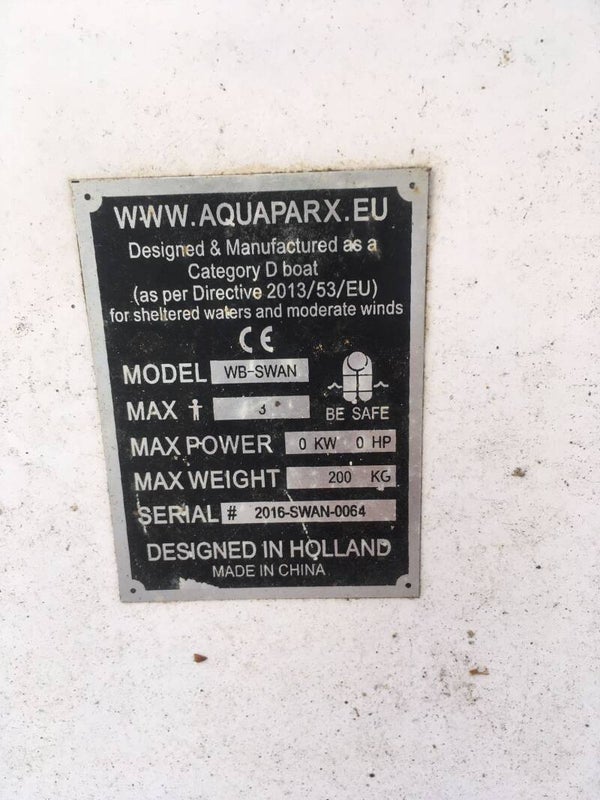 WWW.AQUAPARX.EU
Designed & Manufactured as a
Category D boat
(as per Directive 2013/53/EU)
for sheltered waters and moderate winds
CE
MODEL WB-SWAN
MAX 3
BE SAFE
MAX POWER 0 KW 0 HP
MAX WEIGHT 200 KG
SERIAL # 2016-SWAN-0064
DESIGNED IN HOLLAND
MADE IN CHINA